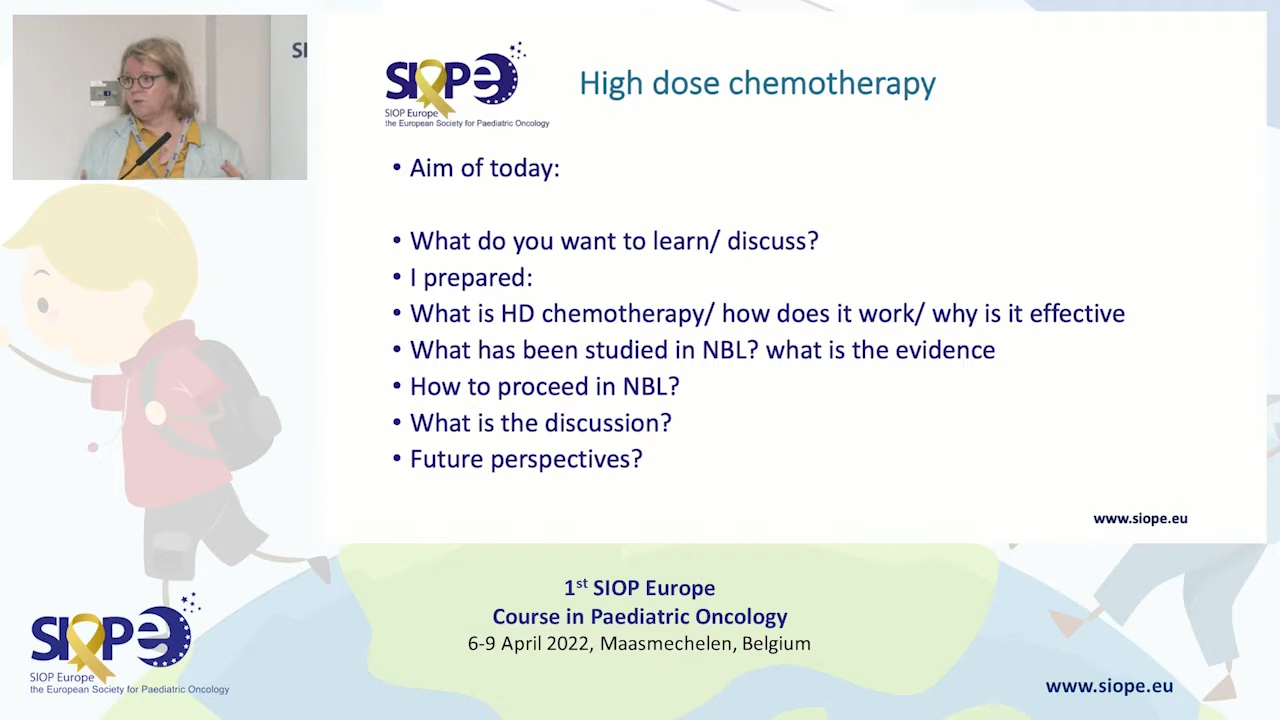 SI
SIOPe
SIOP Europe
the European Society for Paediatric Oncology
High dose chemotherapy
• Aim of today:
• What do you want to learn/ discuss?
• I prepared:
• What is HD chemotherapy/ how does it work/ why is it effective
• What has been studied in NBL? what is the evidence
• How to proceed in NBL?
• What is the discussion?
• Future perspectives?
www.siope.eu
1st SIOP Europe
Course in Paediatric Oncology
6-9 April 2022, Maasmechelen, Belgium
SIOPe
SIOP Europe
the European Society for Paediatric Oncology
www.siope.eu